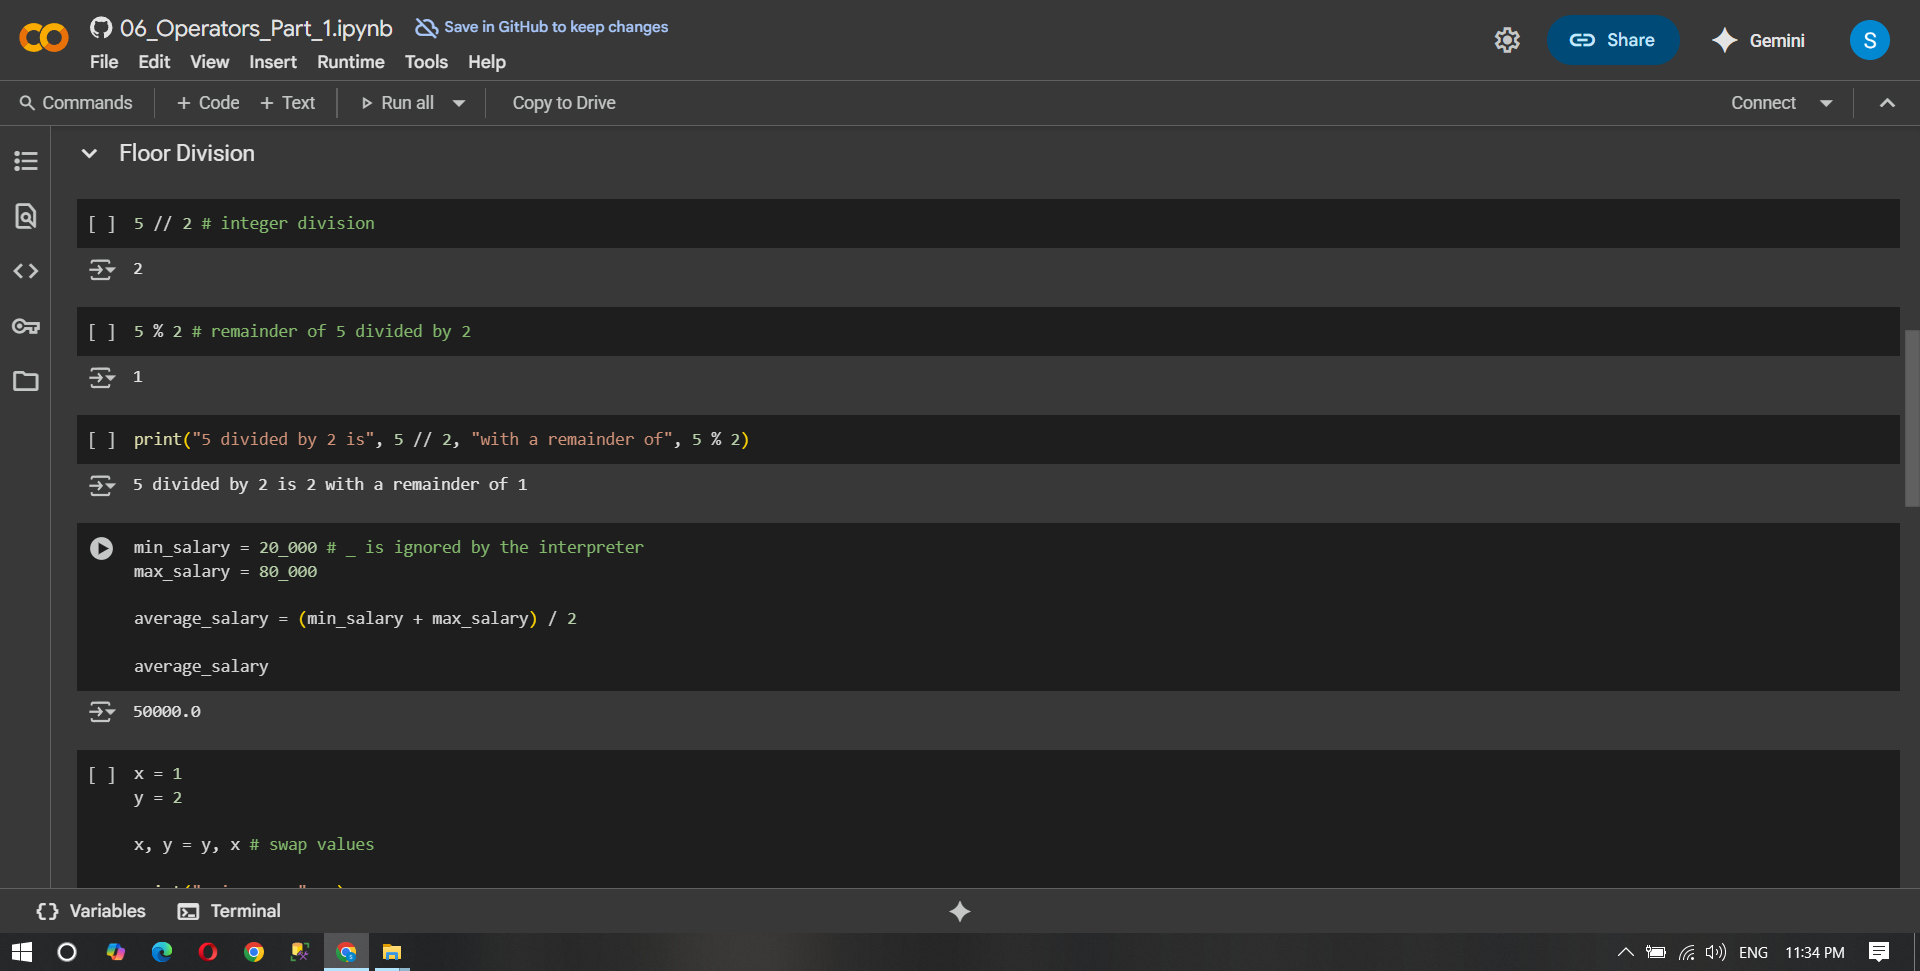 06_Operators_Part_1.ipynb
Save in GitHub to keep changes
Share
Gemini
S
File Edit View Insert Runtime Tools Help
Commands + Code + Text Run all Copy to Drive
Connect
Floor Division
[ ] 5 // 2 # integer division
2
[ ] 5 % 2 # remainder of 5 divided by 2
1
[ ] print("5 divided by 2 is", 5 // 2, "with a remainder of", 5 % 2)
5 divided by 2 is 2 with a remainder of 1
min_salary = 20_000 # _ is ignored by the interpreter
max_salary = 80_000
average_salary = (min_salary + max_salary) / 2
average_salary
50000.0
[ ] x = 1
y = 2
x, y = y, x # swap values
Variables
Terminal
ENG
11:34 PM